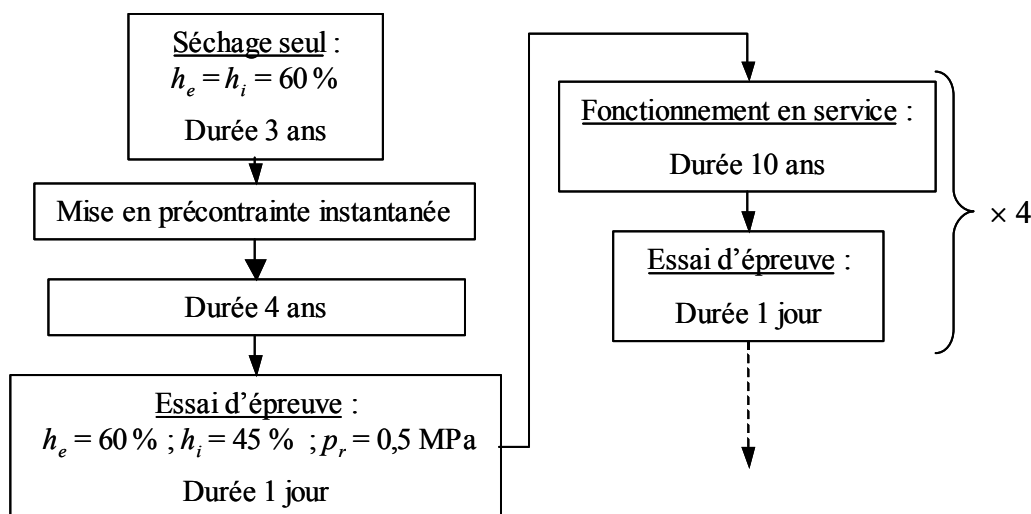 Séchage seul :
h_e = h_i = 60 %
Durée 3 ans
Mise en précontrainte instantanée
Durée 4 ans
Essai d’épreuve :
h_e = 60 % ; h_i = 45 % ; p_r = 0,5 MPa
Durée 1 jour
Fonctionnement en service :
Durée 10 ans
Essai d’épreuve :
Durée 1 jour
× 4